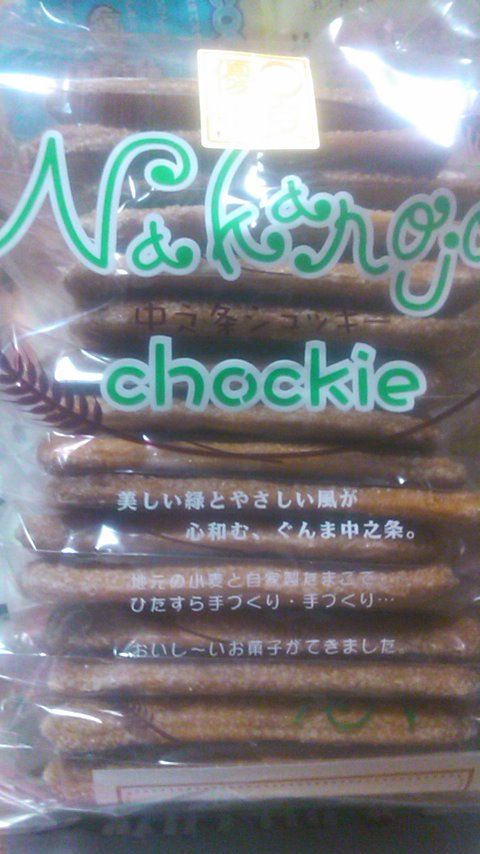 Nakanojo
中之条ショッキー
chockie
美しい緑とやさしい風が
心和む、ぐんま中之条。
地元の小麦と自家製たまごで…
ひたすら手づくり・手づくり…
おいし〜いお菓子ができました。